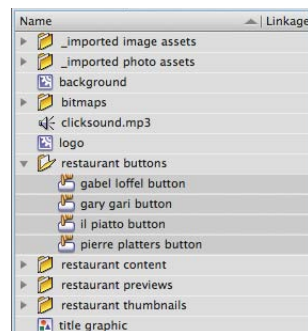 Name Linkage
_imported image assets
_imported photo assets
background
bitmaps
clicksound.mp3
logo
restaurant buttons
gabel loffel button
gary gari button
il piatto button
pierre platters button
restaurant content
restaurant previews
restaurant thumbnails
title graphic